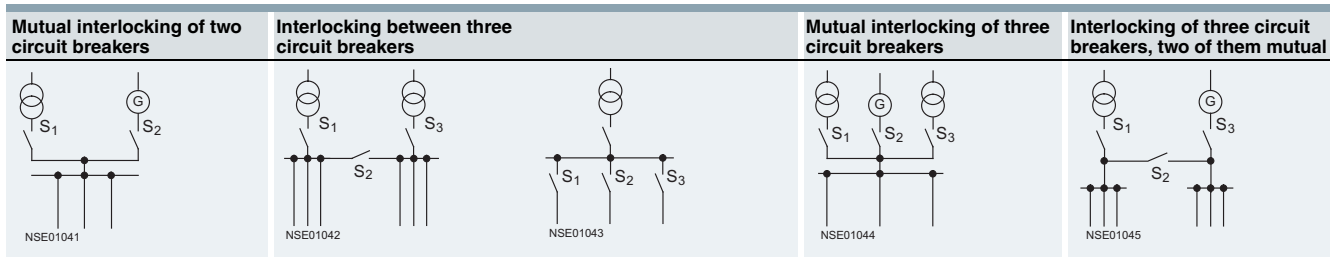 Mutual interlocking of two
circuit breakers
Interlocking between three
circuit breakers
Mutual interlocking of three
circuit breakers
Interlocking of three circuit
breakers, two of them mutual
G
S1
S2
NSE01041
S1
S3
S2
NSE01042
S1
S2
S3
NSE01043
G
S1
S2
S3
NSE01044
G
S1
S3
S2
NSE01045